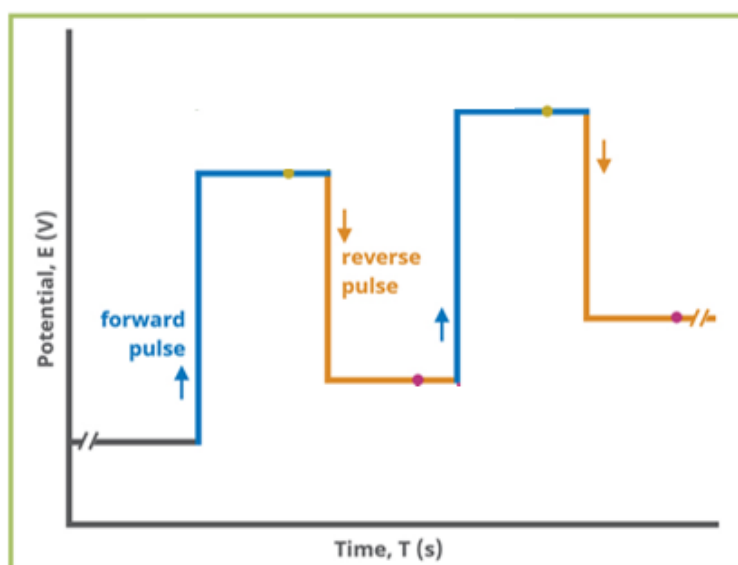 forward
pulse
reverse
pulse
Potential, E (V)
Time, T (s)